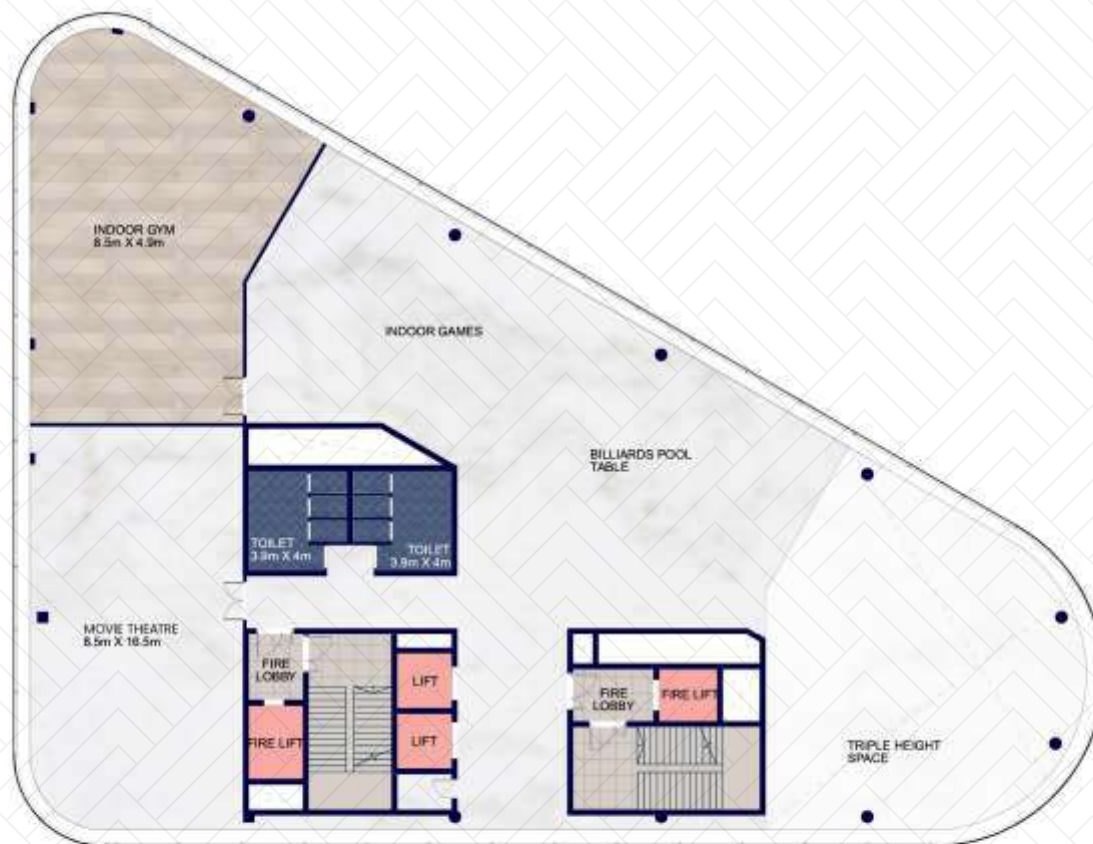 INDOOR GYM
8.5m X 4.9m
INDOOR GAMES
BILLIARDS POOL
TABLE
TOILET
3.9m X 4m
TOILET
3.9m X 4m
MOVIE THEATRE
8.5m X 16.5m
FIRE
LOBBY
LIFT
FIRE LIFT
LIFT
FIRE
LOBBY
FIRE LIFT
TRIPLE HEIGHT
SPACE